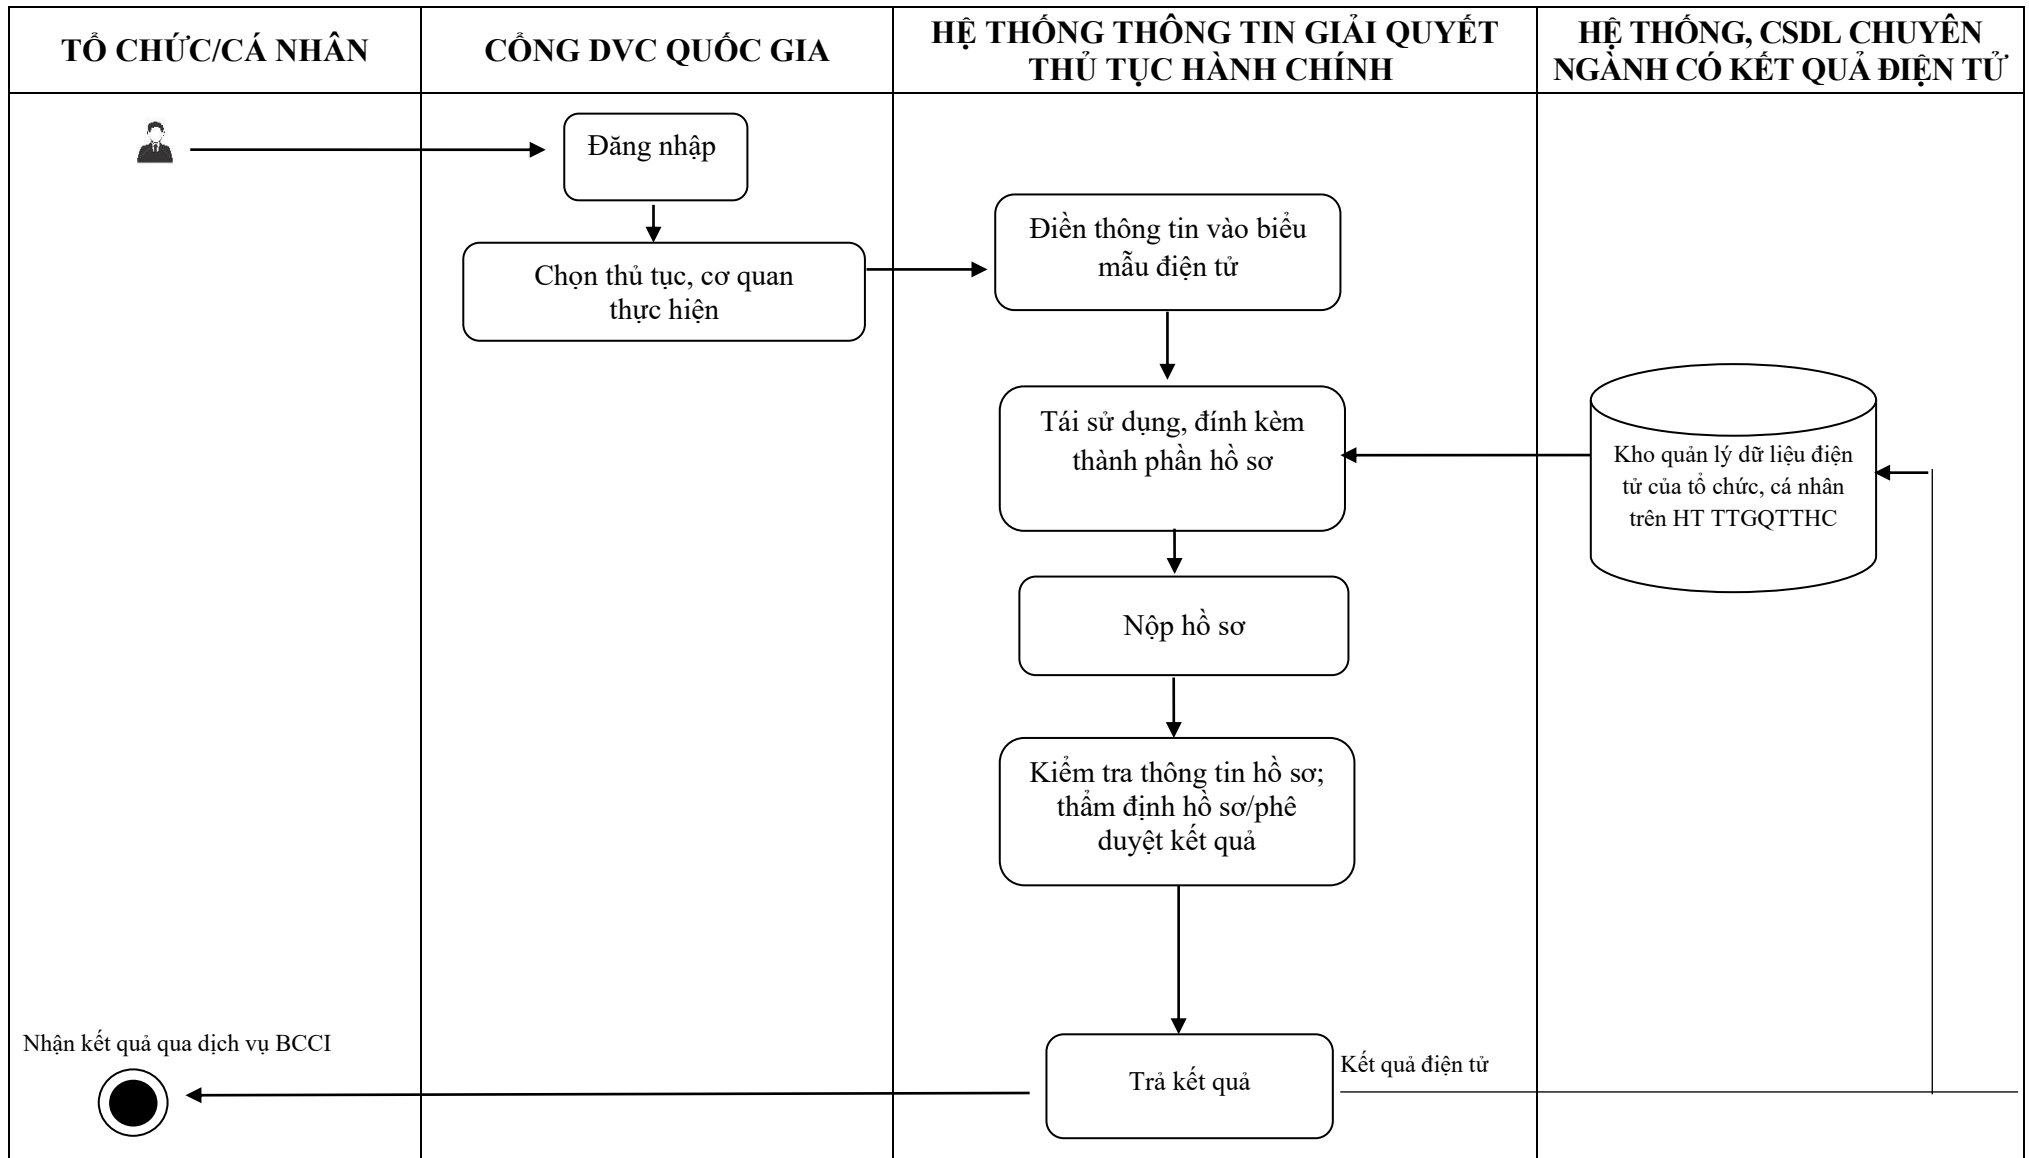 TỔ CHỨC/CÁ NHÂN
CỔNG DVC QUỐC GIA
HỆ THỐNG THÔNG TIN GIẢI QUYẾT
THỦ TỤC HÀNH CHÍNH
HỆ THỐNG, CSDL CHUYÊN
NGÀNH CÓ KẾT QUẢ ĐIỆN TỬ
Đăng nhập
Chọn thủ tục, cơ quan
thực hiện
Điền thông tin vào biểu
mẫu điện tử
Tái sử dụng, đính kèm
thành phần hồ sơ
Kho quản lý dữ liệu điện
tử của tổ chức, cá nhân
trên HT TTGQTTHC
Nộp hồ sơ
Kiểm tra thông tin hồ sơ;
thẩm định hồ sơ/phê
duyệt kết quả
Nhận kết quả qua dịch vụ BCCI
Trả kết quả
Kết quả điện tử